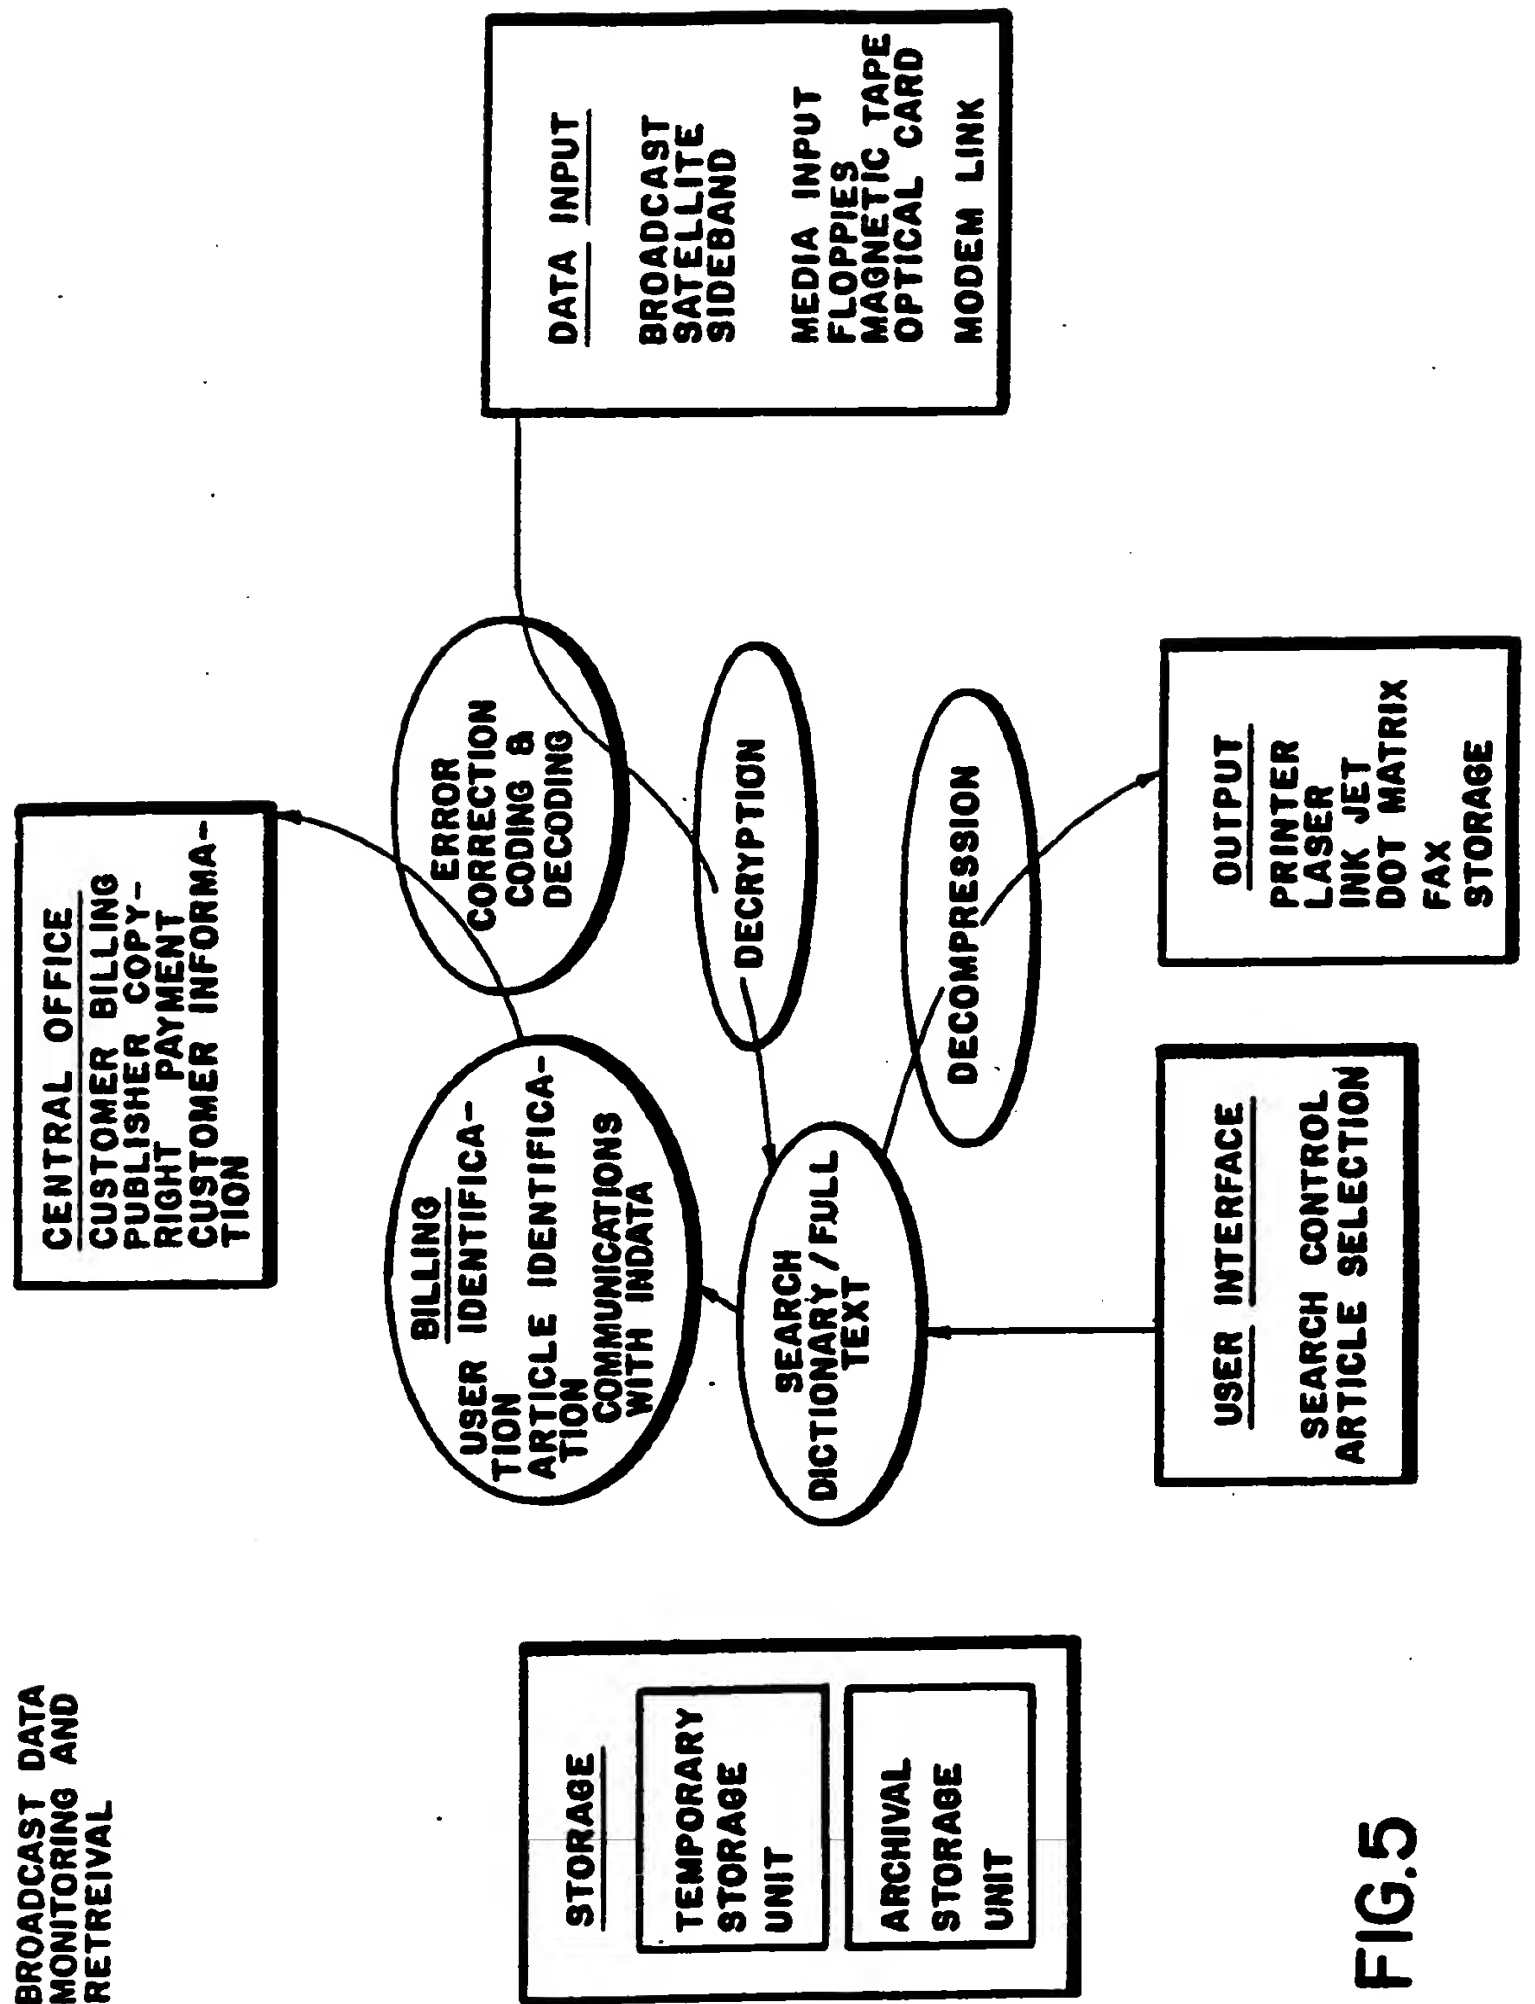 BROADCAST DATA
MONITORING AND
RETREIVAL
CENTRAL OFFICE
CUSTOMER BILLING
PUBLISHER COPY-
RIGHT PAYMENT
CUSTOMER INFORMA-
TION
STORAGE
TEMPORARY
STORAGE
UNIT
ARCHIVAL
STORAGE
UNIT
BILLING
USER IDENTIFICA-
TION
ARTICLE IDENTIFICA-
TION
COMMUNICATIONS
WITH INDATA
ERROR
CORRECTION
CODING &
DECODING
DATA INPUT
BROADCAST
SATELLITE
SIDEBAND
MEDIA INPUT
FLOPPIES
MAGNETIC TAPE
OPTICAL CARD
MODEM LINK
SEARCH
DICTIONARY/FULL
TEXT
DECRYPTION
DECOMPRESSION
USER INTERFACE
SEARCH CONTROL
ARTICLE SELECTION
OUTPUT
PRINTER
LASER
INK JET
DOT MATRIX
FAX
STORAGE
FIG.5